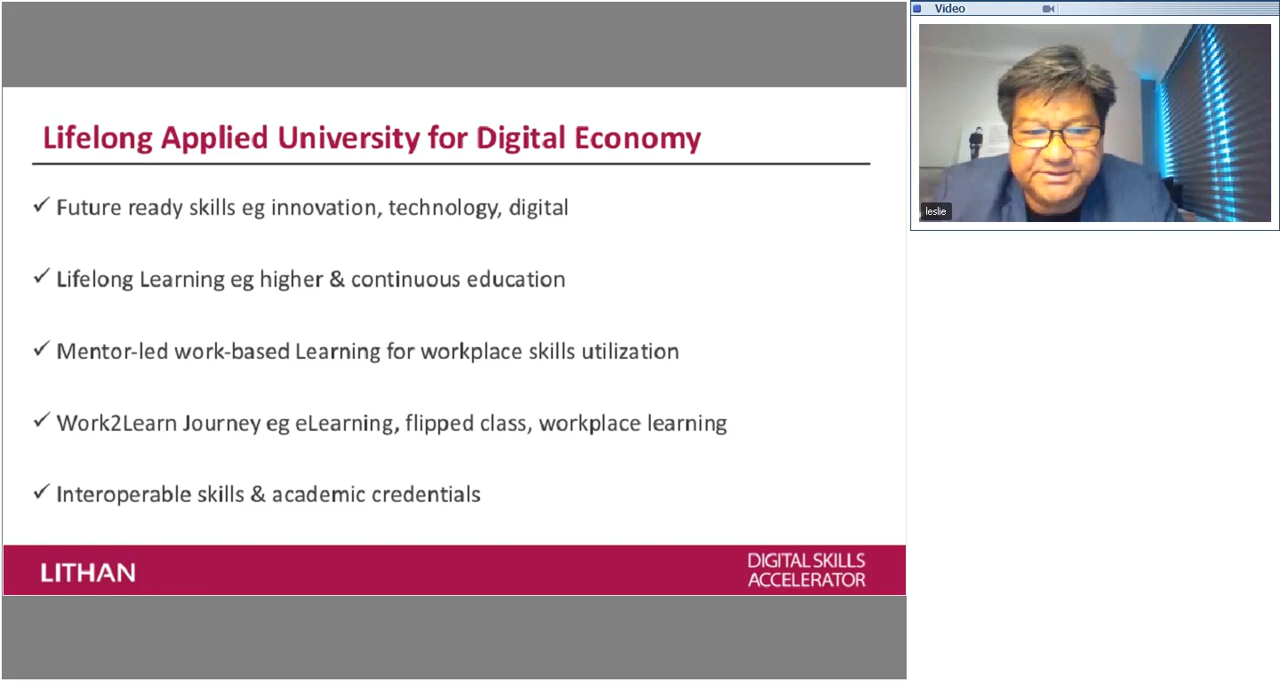 Video
Lifelong Applied University for Digital Economy
Future ready skills eg innovation, technology, digital
Lifelong Learning eg higher & continuous education
Mentor-led work-based Learning for workplace skills utilization
Work2Learn Journey eg eLearning, flipped class, workplace learning
Interoperable skills & academic credentials
LITHAN
DIGITAL SKILLS
ACCELERATOR
leslie